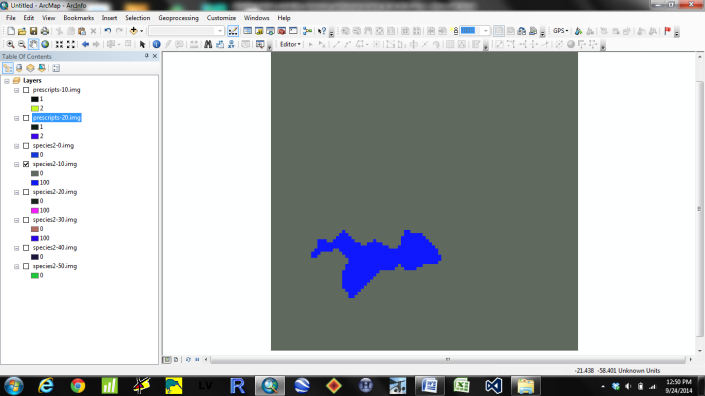 Untitled - ArcMap - ArcInfo
File Edit View Bookmarks Insert Selection Geoprocessing Customize Windows Help
Editor
GPS
Table Of Contents
Layers
prescripts-10.img
1
2
prescripts-20.img
1
2
species2-0.img
0
species2-10.img
0
100
species2-20.img
0
100
species2-30.img
0
100
species2-40.img
0
species2-50.img
0
-21.438 -58.401 Unknown Units
LV
R
12:50 PM
9/24/2014